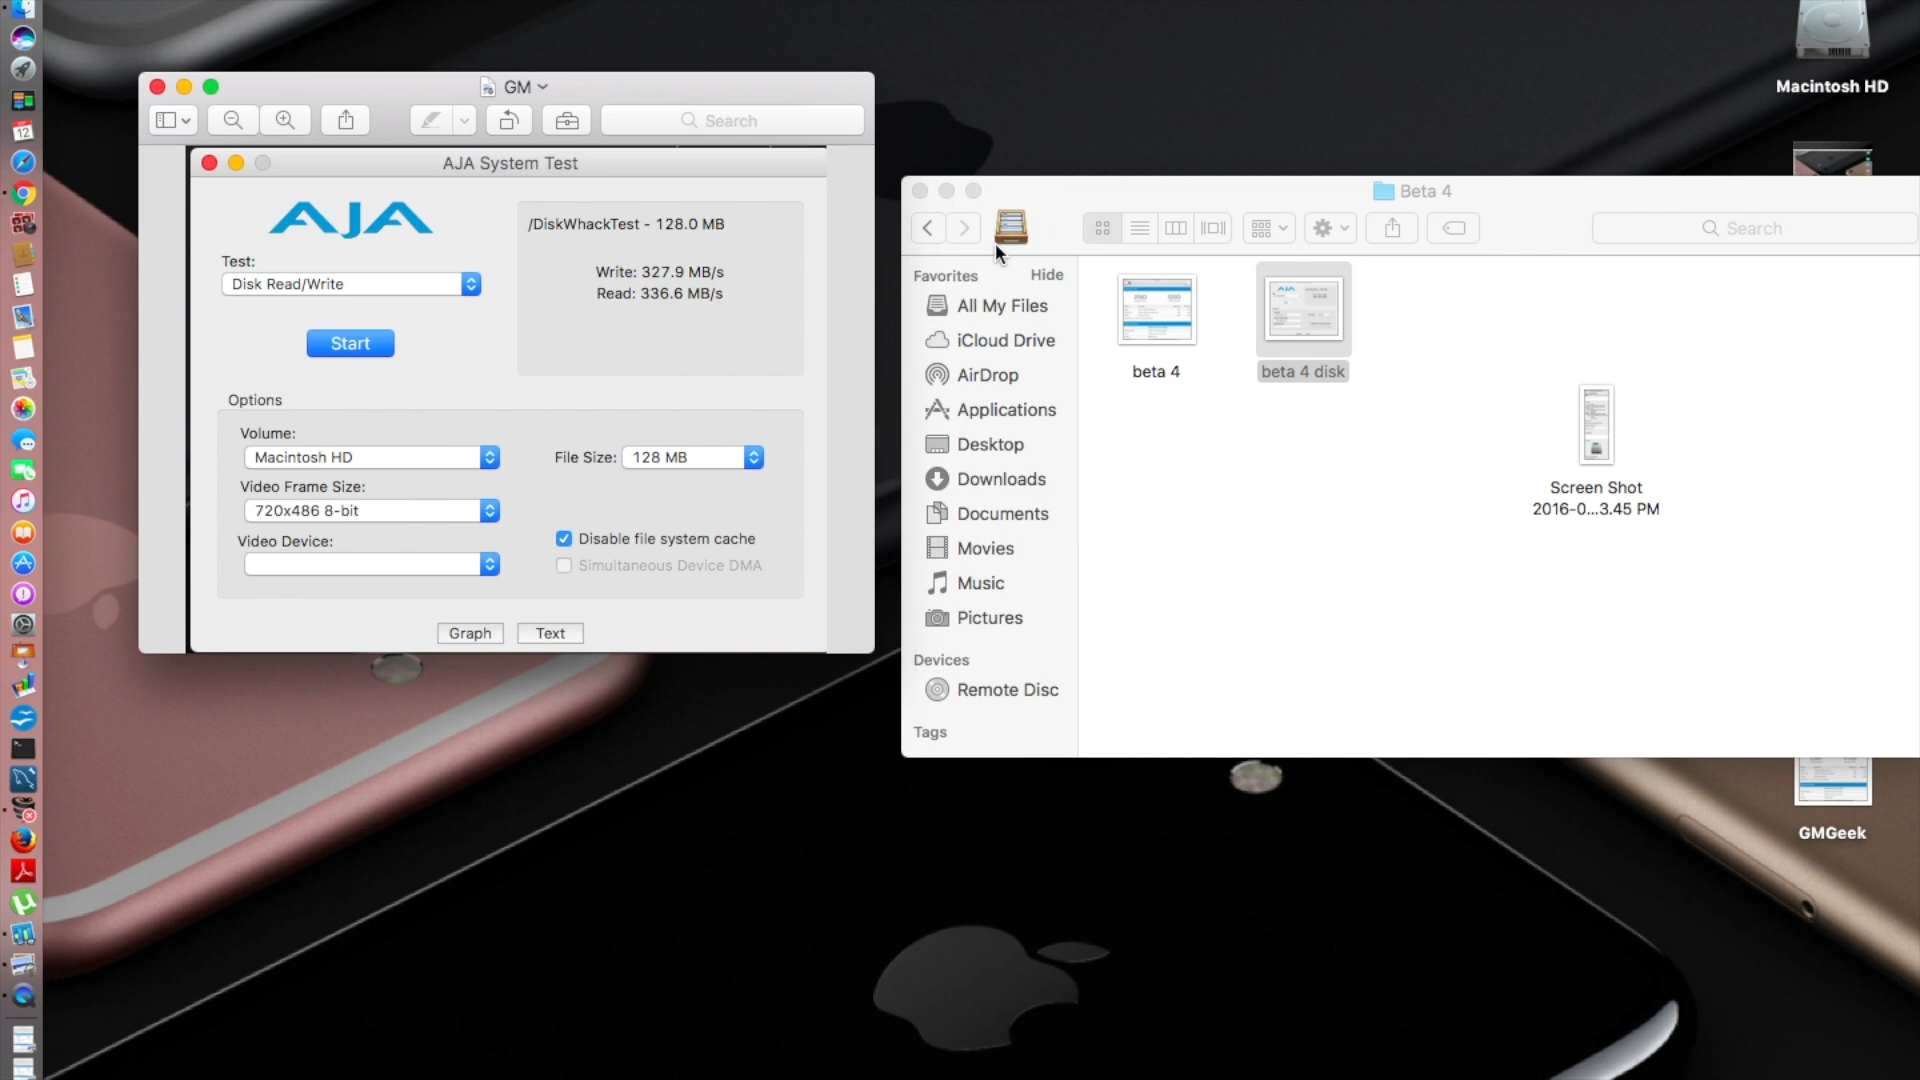 12
GM
Search
AJA System Test
AJA
/DiskWhackTest - 128.0 MB
Write: 327.9 MB/s
Read: 336.6 MB/s
Test:
Disk Read/Write
Start
Options
Volume:
Macintosh HD
File Size: 128 MB
Video Frame Size:
720x486 8-bit
Video Device:
Disable file system cache
Simultaneous Device DMA
Graph Text
Macintosh HD
Beta 4
Search
Favorites Hide
All My Files
iCloud Drive
AirDrop
Applications
Desktop
Downloads
Documents
Movies
Music
Pictures
Devices
Remote Disc
Tags
beta 4
beta 4 disk
Screen Shot
2016-0...3.45 PM
GMGeek